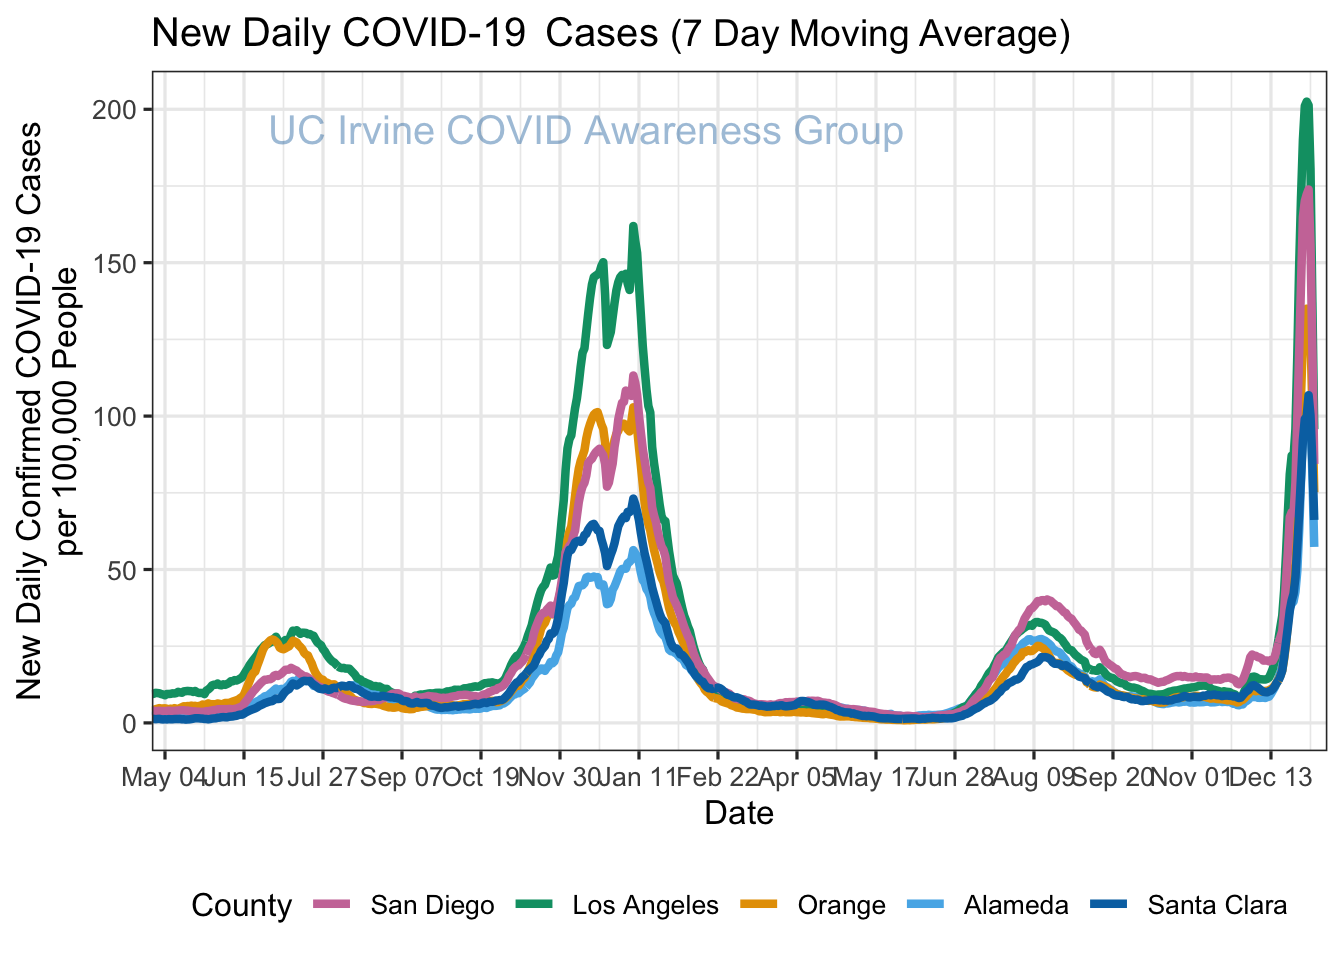 New Daily COVID-19  Cases (7 Day Moving Average)
UC Irvine COVID Awareness Group
New Daily Confirmed COVID-19 Cases
per 100,000 People
200
150
100
50
0
May 04 Jun 15 Jul 27 Sep 07 Oct 19 Nov 30 Jan 11 Feb 22 Apr 05 May 17 Jun 28 Aug 09 Sep 20 Nov 01 Dec 13
Date
County San Diego Los Angeles Orange Alameda Santa Clara